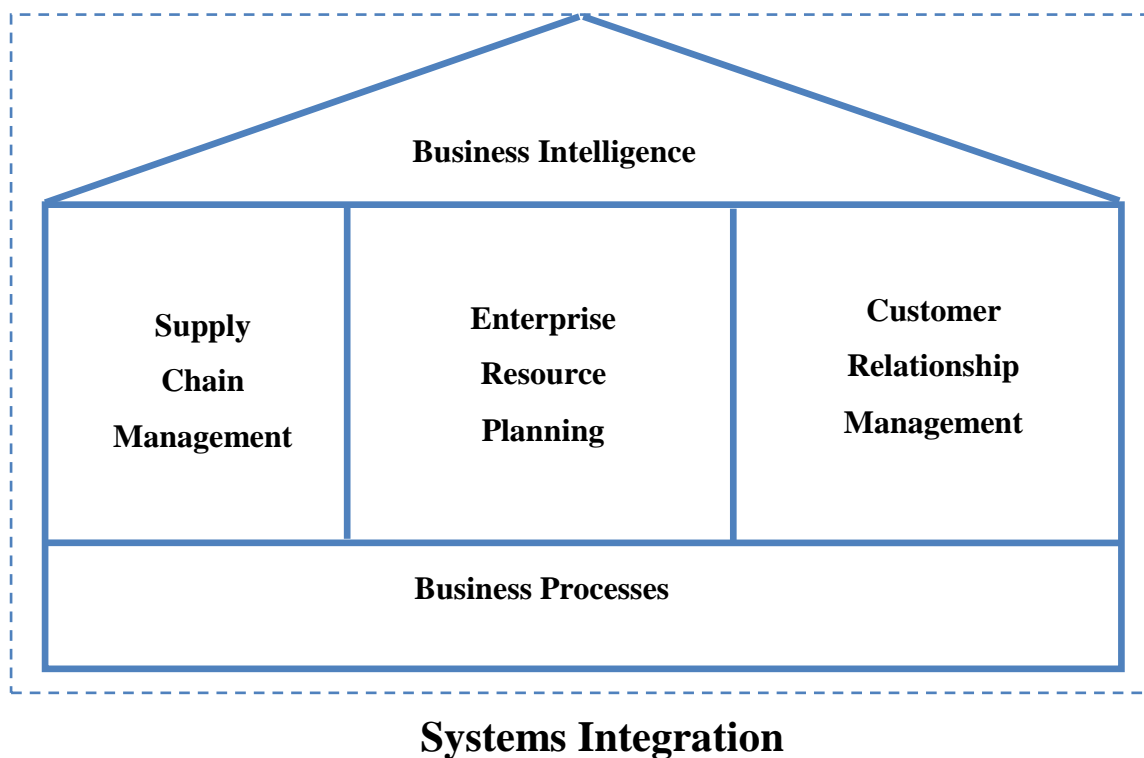 Business Intelligence
Supply
Chain
Management
Enterprise
Resource
Planning
Customer
Relationship
Management
Business Processes
Systems Integration